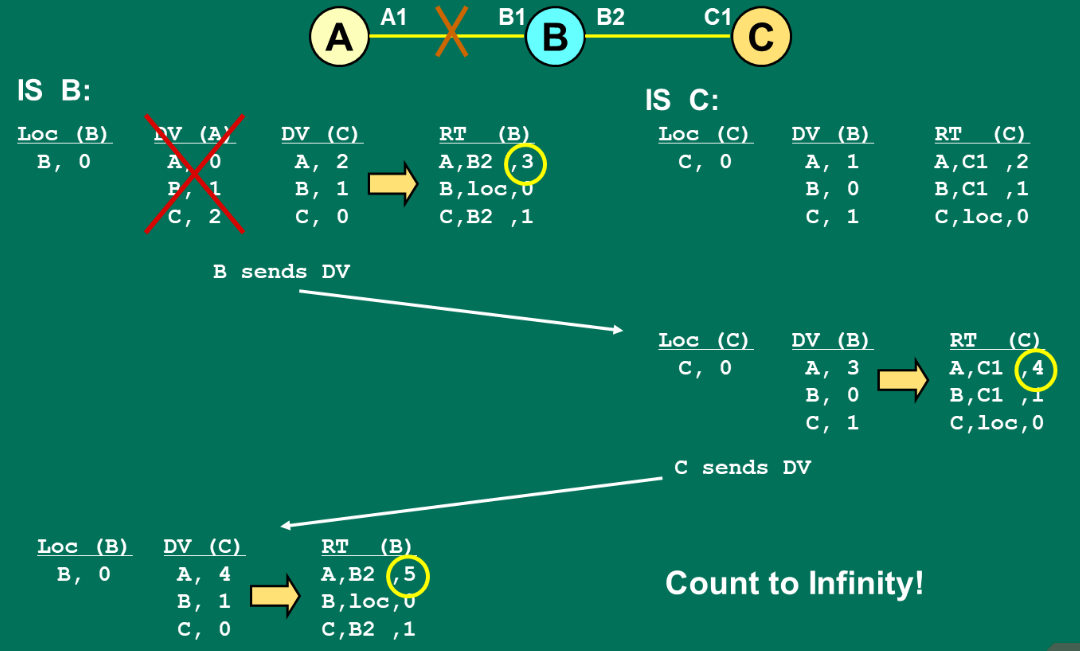 A A1 B1 B B2 C1 C
IS B:
Loc (B) DV (A) DV (C) RT (B)
B, 0 A, 0 A, 2 A,B2 ,3
B, 1 B, 1 B,loc,0
C, 2 C, 0 C,B2 ,1
IS C:
Loc (C) DV (B) RT (C)
C, 0 A, 1 A,C1 ,2
B, 0 B,C1 ,1
C, 1 C,loc,0
B sends DV
Loc (C) DV (B) RT (C)
C, 0 A, 3 A,C1 ,4
B, 0 B,C1 ,1
C, 1 C,loc,0
C sends DV
Loc (B) DV (C) RT (B)
B, 0 A, 4 A,B2 ,5
B, 1 B,loc,0
C, 0 C,B2 ,1
Count to Infinity!